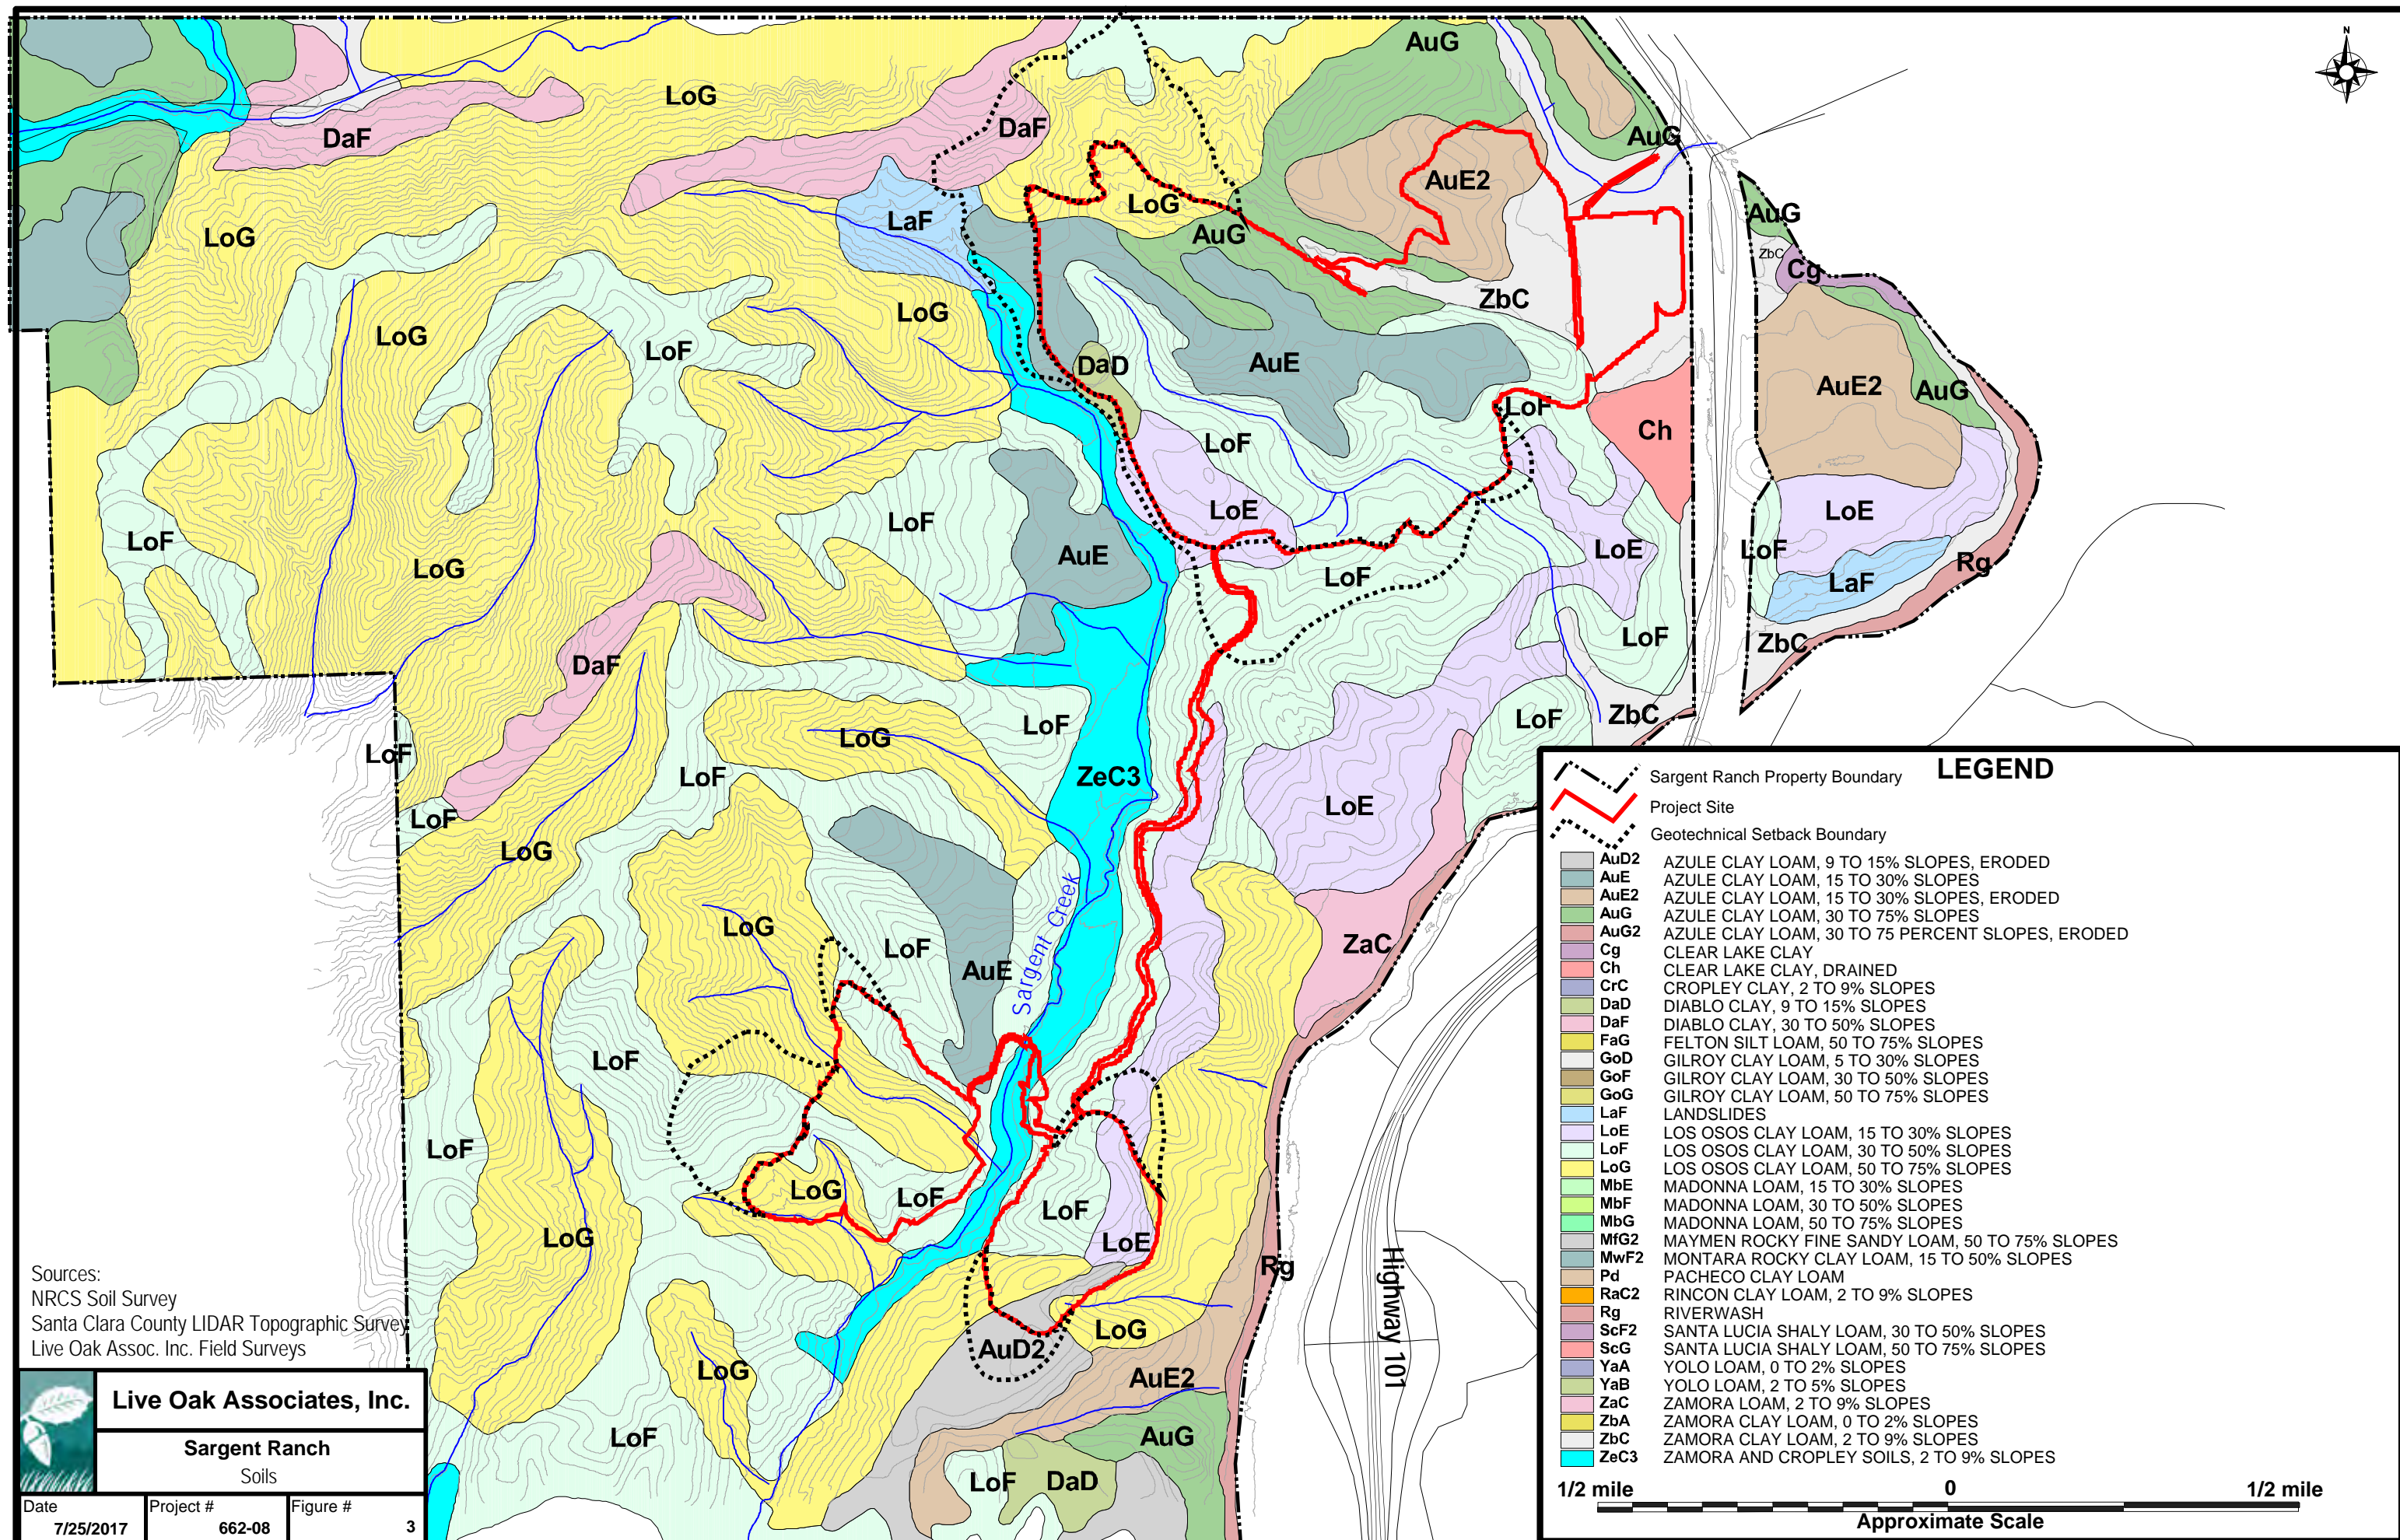 N
AuG
LoG
DaF
DaF
AuG
AuE2
LoG
AuG
LaF
AuG
LoG
ZbC
Cg
LoG
ZbC
LoG
LoF
AuE
DaD
AuE2
AuG
LoF
Ch
LoF
LoF
LoE
LoE
LoF
AuE
LoE
LoF
Rg
LoG
LoF
LaF
LoF
ZbC
DaF
LoF
LoF
ZbC
LoF
LoG
LoF
ZeC3
LoE
LoF
LoG
LoG
LoF
ZaC
AuE
Sargent Creek
LoF
LoF
LoG
LoF
LoF
LoG
LoE
Rg
Highway 101
AuD2
LoG
LoG
AuE2
LoF
AuG
LoF
DaD
LEGEND
Sargent Ranch Property Boundary
Project Site
Geotechnical Setback Boundary
AuD2 AZULE CLAY LOAM, 9 TO 15% SLOPES, ERODED
AuE AZULE CLAY LOAM, 15 TO 30% SLOPES
AuE2 AZULE CLAY LOAM, 15 TO 30% SLOPES, ERODED
AuG AZULE CLAY LOAM, 30 TO 75% SLOPES
AuG2 AZULE CLAY LOAM, 30 TO 75 PERCENT SLOPES, ERODED
Cg CLEAR LAKE CLAY
Ch CLEAR LAKE CLAY, DRAINED
CrC CROPLEY CLAY, 2 TO 9% SLOPES
DaD DIABLO CLAY, 9 TO 15% SLOPES
DaF DIABLO CLAY, 30 TO 50% SLOPES
FaG FELTON SILT LOAM, 50 TO 75% SLOPES
GoD GILROY CLAY LOAM, 5 TO 30% SLOPES
GoF GILROY CLAY LOAM, 30 TO 50% SLOPES
GoG GILROY CLAY LOAM, 50 TO 75% SLOPES
LaF LANDSLIDES
LoE LOS OSOS CLAY LOAM, 15 TO 30% SLOPES
LoF LOS OSOS CLAY LOAM, 30 TO 50% SLOPES
LoG LOS OSOS CLAY LOAM, 50 TO 75% SLOPES
MbE MADONNA LOAM, 15 TO 30% SLOPES
MbF MADONNA LOAM, 30 TO 50% SLOPES
MbG MADONNA LOAM, 50 TO 75% SLOPES
MfG2 MAYMEN ROCKY FINE SANDY LOAM, 50 TO 75% SLOPES
MwF2 MONTARA ROCKY CLAY LOAM, 15 TO 50% SLOPES
Pd PACHECO CLAY LOAM
RaC2 RINCON CLAY LOAM, 2 TO 9% SLOPES
Rg RIVERWASH
ScF2 SANTA LUCIA SHALY LOAM, 30 TO 50% SLOPES
ScG SANTA LUCIA SHALY LOAM, 50 TO 75% SLOPES
YaA YOLO LOAM, 0 TO 2% SLOPES
YaB YOLO LOAM, 2 TO 5% SLOPES
ZaC ZAMORA LOAM, 2 TO 9% SLOPES
ZbA ZAMORA CLAY LOAM, 0 TO 2% SLOPES
ZbC ZAMORA CLAY LOAM, 2 TO 9% SLOPES
ZeC3 ZAMORA AND CROPLEY SOILS, 2 TO 9% SLOPES
1/2 mile 0 1/2 mile
Approximate Scale
Sources:
NRCS Soil Survey
Santa Clara County LIDAR Topographic Survey
Live Oak Assoc. Inc. Field Surveys
Live Oak Associates, Inc.
Sargent Ranch
Soils
Date Project # Figure #
7/25/2017 662-08 3